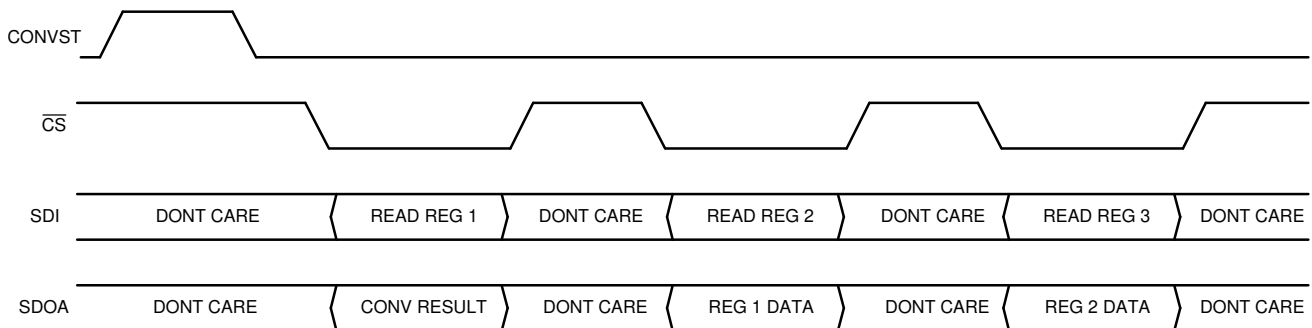 CONVST
CS
SDI DONT CARE READ REG 1 DONT CARE READ REG 2 DONT CARE READ REG 3 DONT CARE
SDOA DONT CARE CONV RESULT DONT CARE REG 1 DATA DONT CARE REG 2 DATA DONT CARE